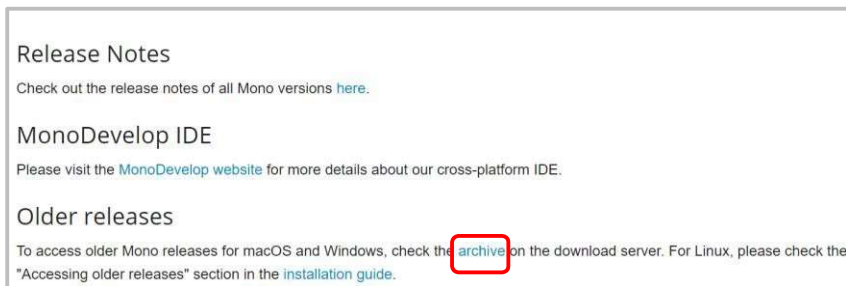 Release Notes
Check out the release notes of all Mono versions here.
MonoDevelop IDE
Please visit the MonoDevelop website for more details about our cross-platform IDE.
Older releases
To access older Mono releases for macOS and Windows, check the archive on the download server. For Linux, please check the
"Accessing older releases" section in the installation guide.